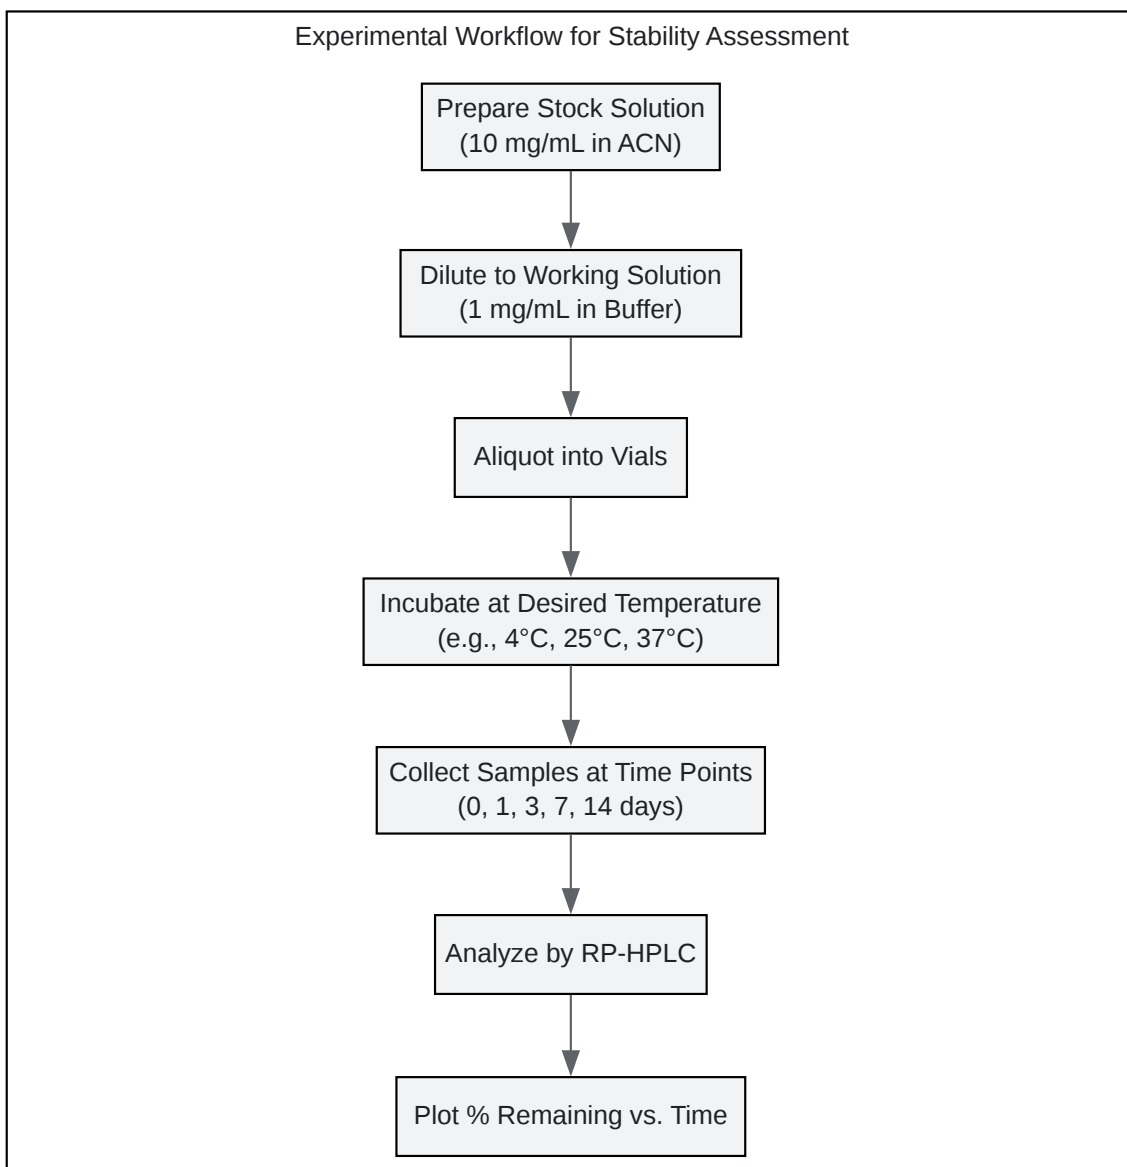 Experimental Workflow for Stability Assessment
Prepare Stock Solution
(10 mg/mL in ACN)
Dilute to Working Solution
(1 mg/mL in Buffer)
Aliquot into Vials
Incubate at Desired Temperature
(e.g., 4°C, 25°C, 37°C)
Collect Samples at Time Points
(0, 1, 3, 7, 14 days)
Analyze by RP-HPLC
Plot % Remaining vs. Time